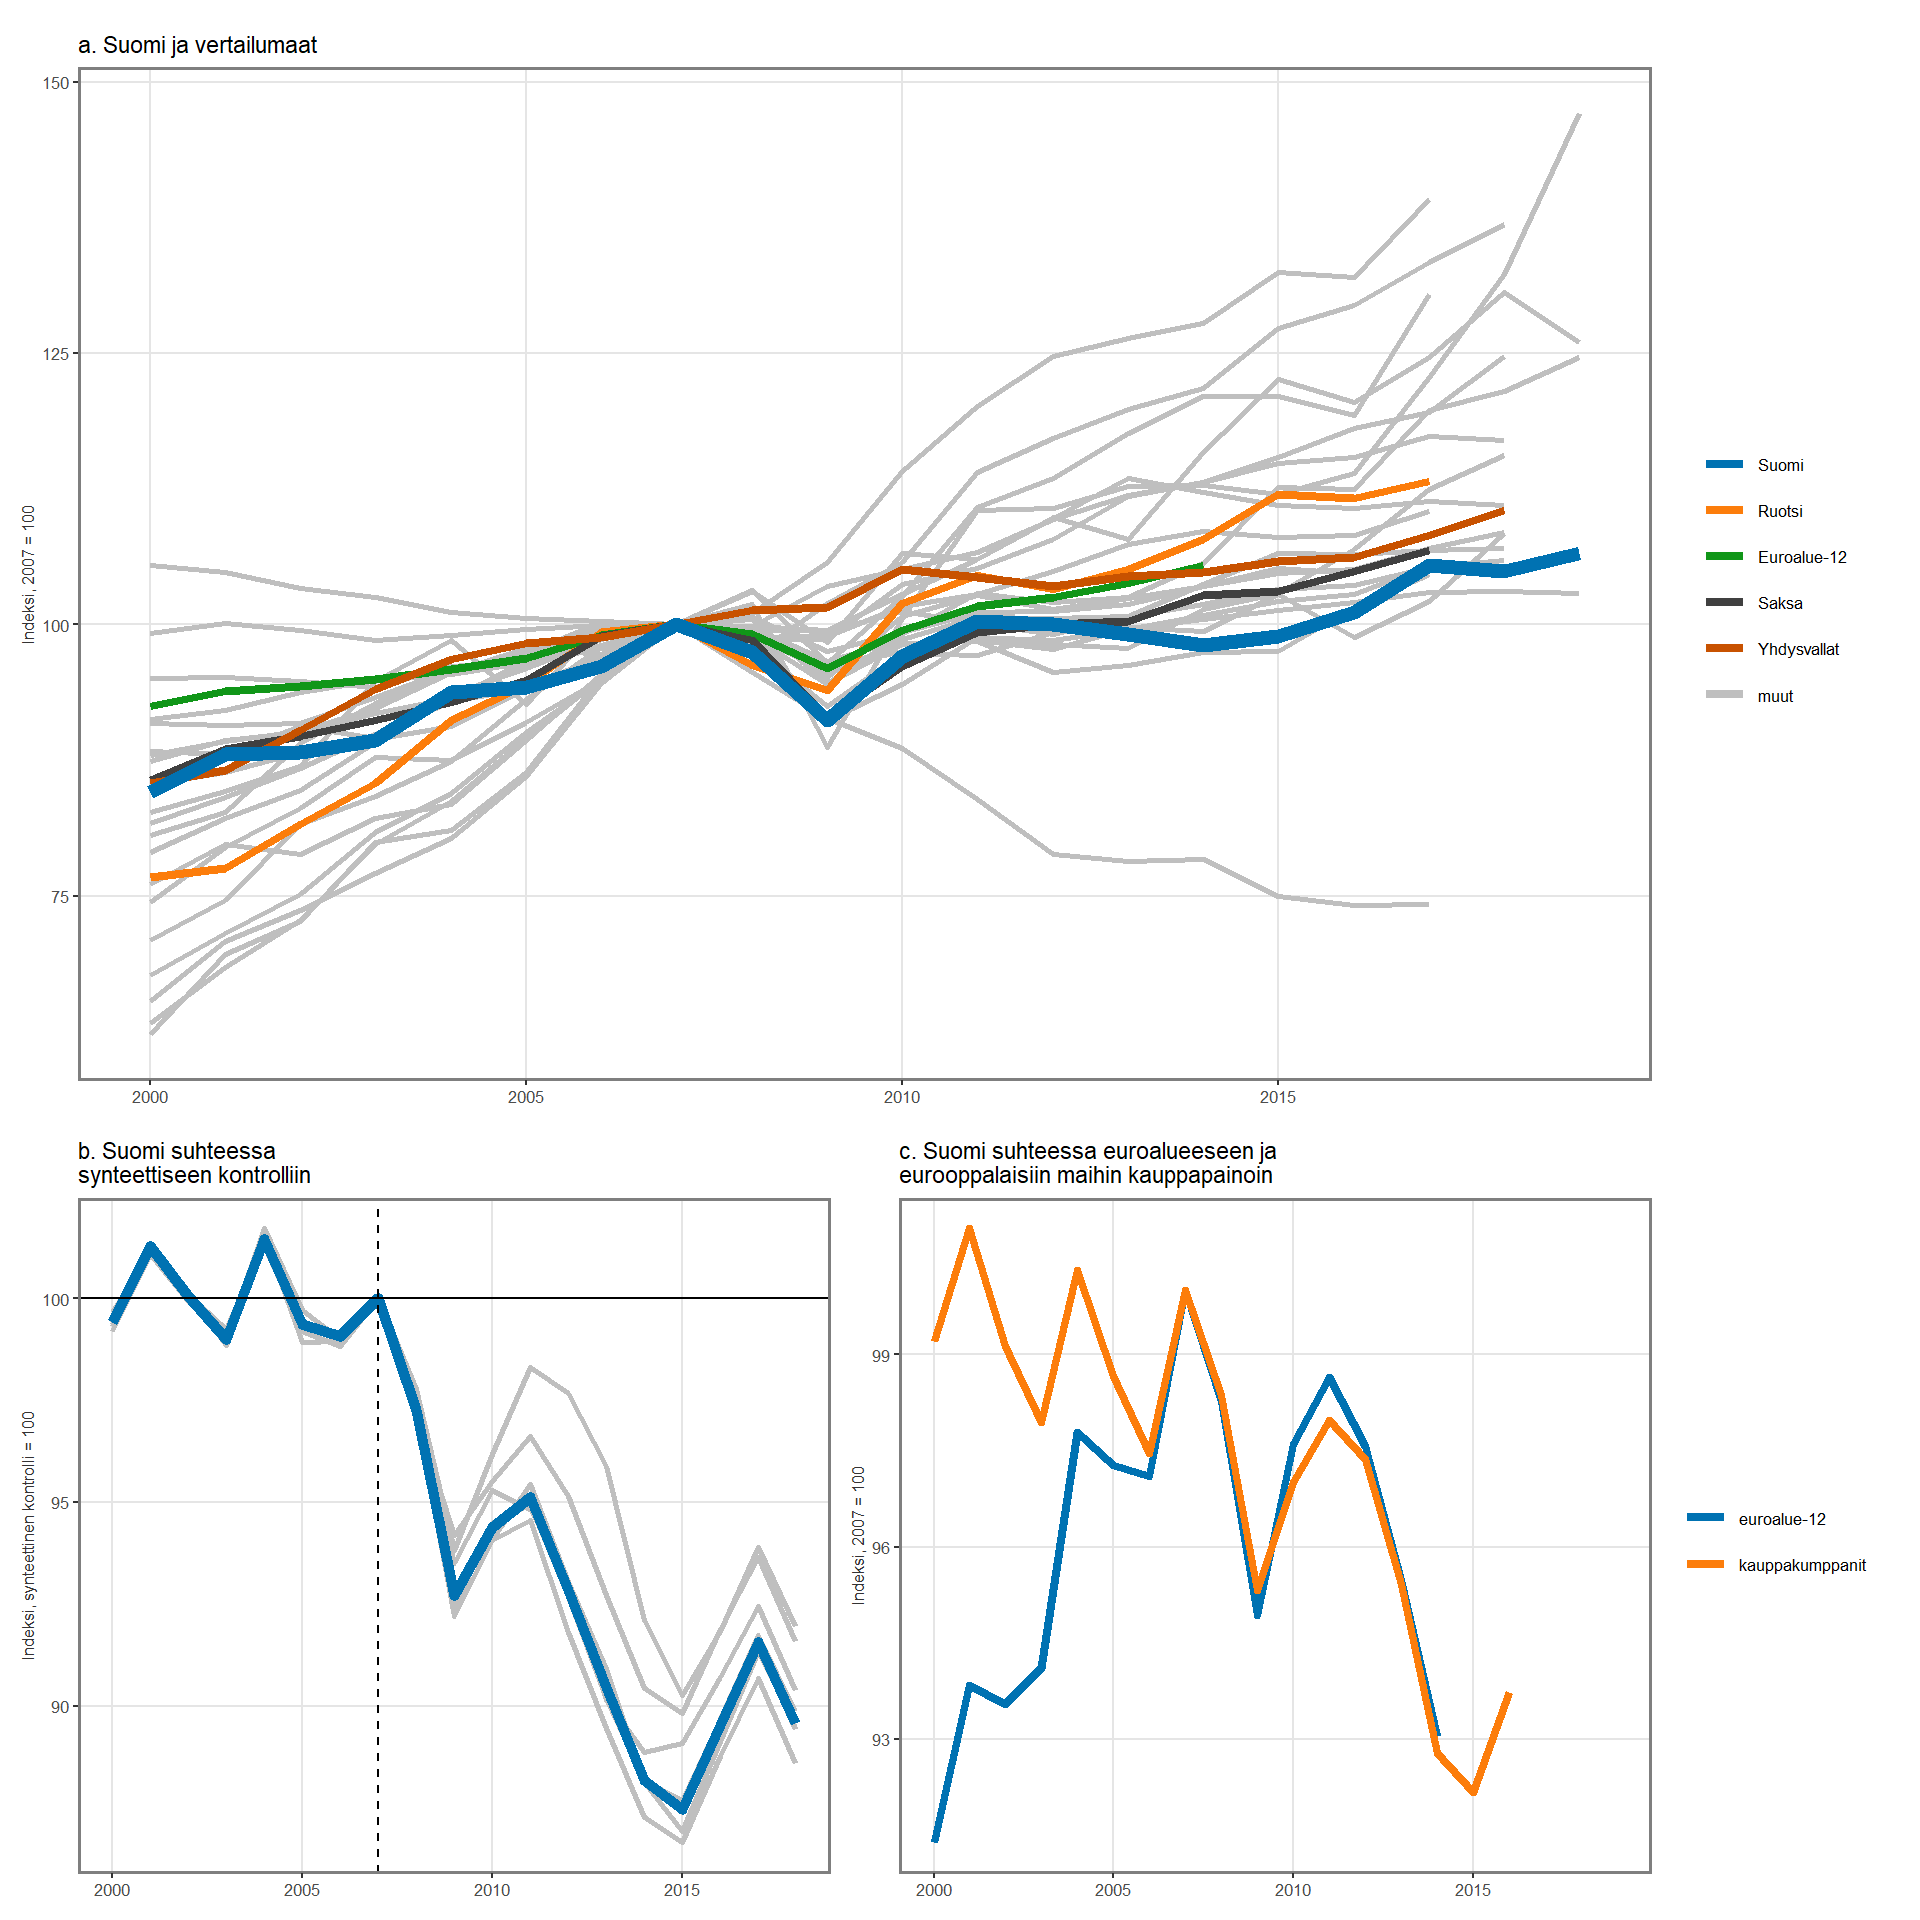 a. Suomi ja vertailumaat
Indeksi, 2007 = 100
150
125
100
75
2000
2005
2010
2015
Suomi
Ruotsi
Euroalue-12
Saksa
Yhdysvallat
muut
b. Suomi suhteessa
synteettiseen kontrolliin
Indeksi, synteettinen kontrolli = 100
100
95
90
2000
2005
2010
2015
c. Suomi suhteessa euroalueeseen ja
eurooppalaisiin maihin kauppapainoin
Indeksi, 2007 = 100
99
96
93
2000
2005
2010
2015
euroalue-12
kauppakumppanit